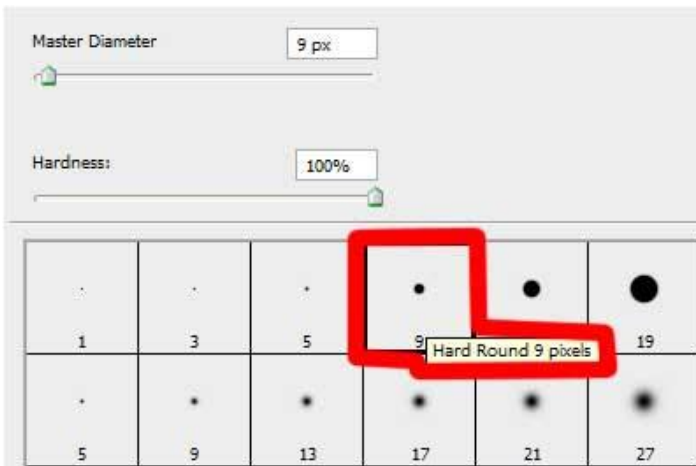 Master Diameter 9 px
Hardness: 100%
1 3 5 9 19
Hard Round 9 pixels
5 9 13 17 21 27